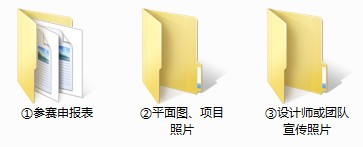 ①参赛申报表
②平面图、项目
照片
③设计师或团队
宣传照片